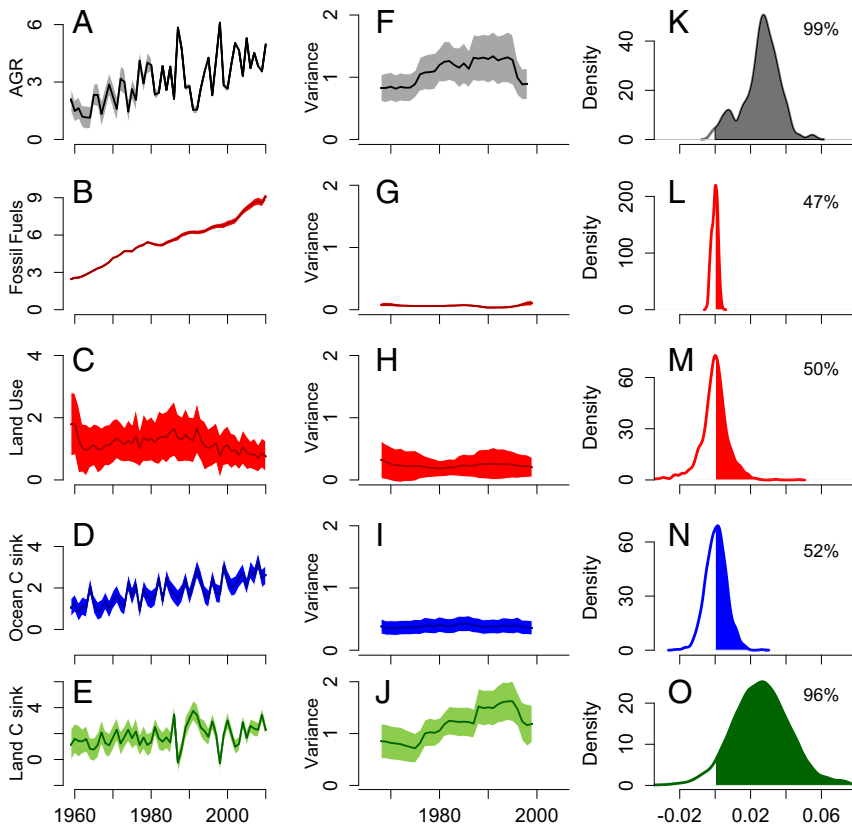 A
AGR
0 3 6
F
Variance
0 1 2
K
99%
Density
0 20 40
B
Fossil Fuels
0 3 6 9
G
Variance
0 1 2
L
47%
Density
0 100 200
C
Land Use
0 2 4
H
Variance
0 1 2
M
50%
Density
0 30 60
D
Ocean C sink
0 2 4
I
Variance
0 1 2
N
52%
Density
0 30 60
E
Land C sink
0 2 4
J
Variance
0 1 2
O
96%
Density
0 10 20
1960 1980 2000
1960 1980 2000
-0.02 0.02 0.06